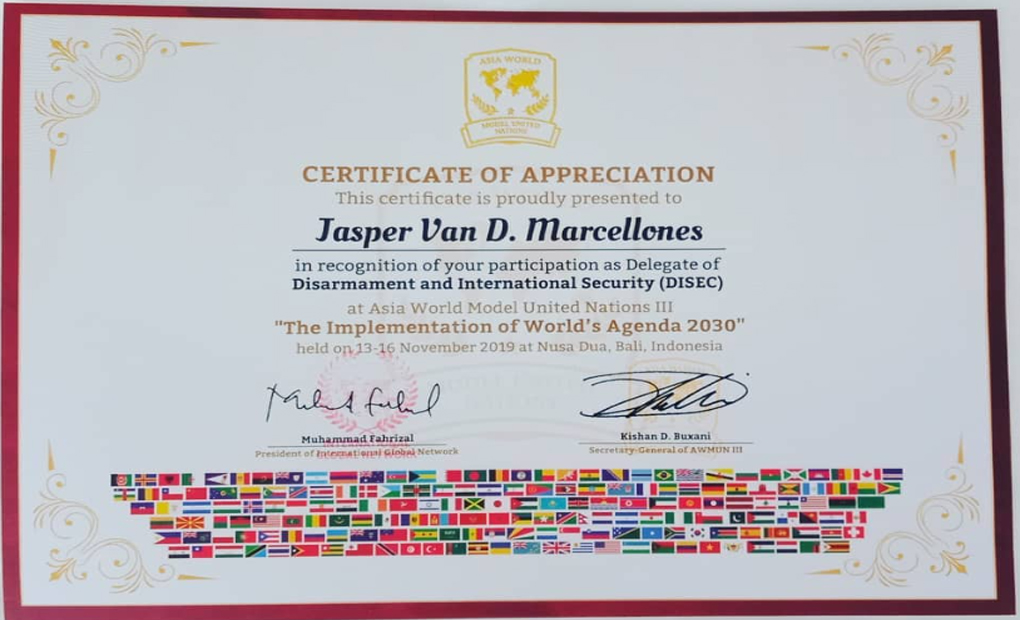 ASIA WORLD
MODEL UNITED
NATIONS
CERTIFICATE OF APPRECIATION
This certificate is proudly presented to
Jasper Van D. Marcellones
in recognition of your participation as Delegate of
Disarmament and International Security (DISEC)
at Asia World Model United Nations III
"The Implementation of World's Agenda 2030"
held on 13-16 November 2019 at Nusa Dua, Bali, Indonesia
Muhammad Fahrizal
President of International Global Network
Kishan D. Buxani
Secretary-General of AWMUN III